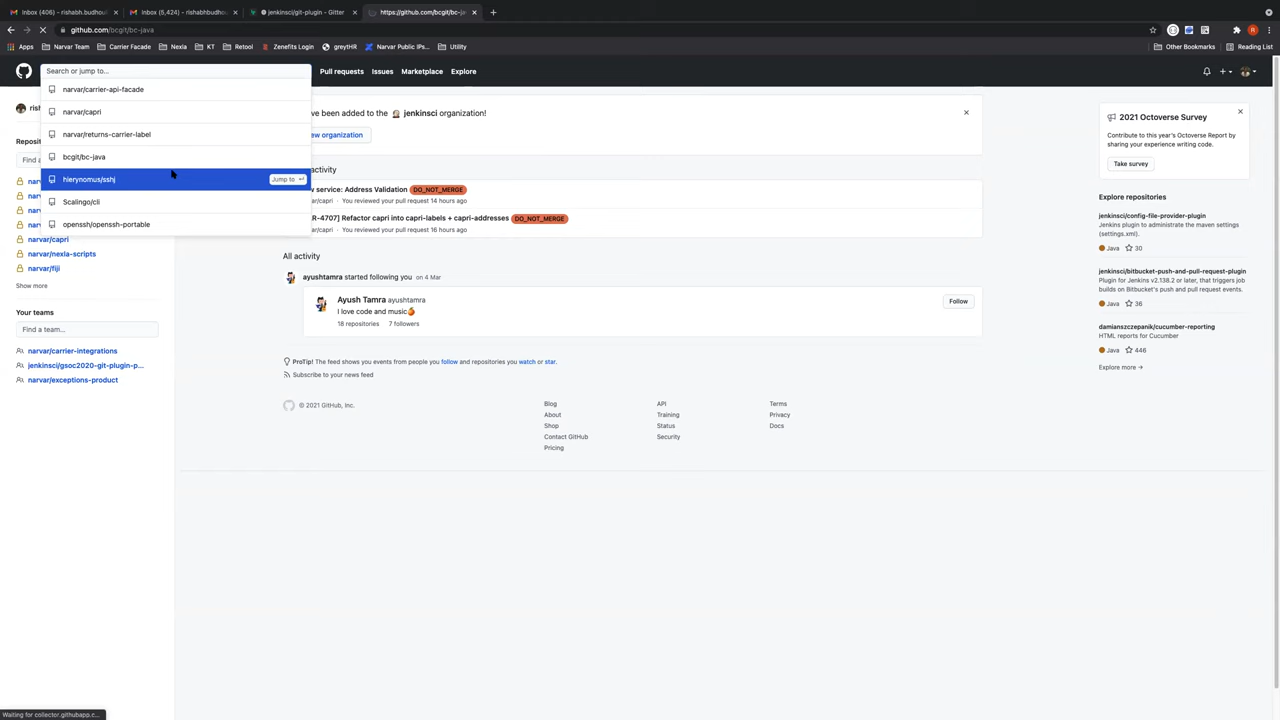 Inbox (406) - rishabh.budhoul
Inbox (5,424) - rishabhbudhou
jenkinsci/git-plugin - Gitter
https://github.com/bcgit/bc-j
github.com/bcgit/bc-java
Apps
Narvar Team
Carrier Facade
Nexla
KT
Retool
Zenefits Login
greytHR
Narvar Public IPs...
Utility
Other Bookmarks
Reading List
Search or jump to...
Pull requests
Issues
Marketplace
Explore
narvar/carrier-api-facade
narvar/capri
narvar/returns-carrier-label
bcgit/bc-java
hierynomus/sshj
Jump to
Scalingo/cli
openssh/openssh-portable
rish
Reposit
Find a
narv
narv
narv
narvar/capri
narvar/nexla-scripts
narvar/fiji
Show more
Your teams
Find a team...
narvar/carrier-integrations
jenkinsci/gsoc2020-git-plugin-p...
narvar/exceptions-product
've been added to the jenkinsci organization!
ew organization
activity
w service: Address Validation DO_NOT_MERGE
rv/capri · You reviewed your pull request 14 hours ago
R-4707] Refactor capri into capri-labels + capri-addresses DO_NOT_MERGE
rv/capri · You reviewed your pull request 16 hours ago
All activity
ayushtamra started following you on 4 Mar
Ayush Tamra ayushtamra
I love code and music
18 repositories 7 followers
Follow
ProTip! The feed shows you events from people you follow and repositories you watch or star.
Subscribe to your news feed
© 2021 GitHub, Inc.
Blog
About
Shop
Contact GitHub
Pricing
API
Training
Status
Security
Terms
Privacy
Docs
2021 Octoverse Survey
Contribute to this year's Octoverse Report by
sharing your experience writing code.
Take survey
Explore repositories
jenkinsci/config-file-provider-plugin
Jenkins plugin to administrate the maven settings
(settings.xml).
Java 30
jenkinsci/bitbucket-push-and-pull-request-plugin
Plugin for Jenkins v2.138.2 or later, that triggers job
builds on Bitbucket's push and pull request events.
Java 36
damianszczepanik/cucumber-reporting
HTML reports for Cucumber
Java 446
Explore more →
Waiting for collector.githubapp.c...